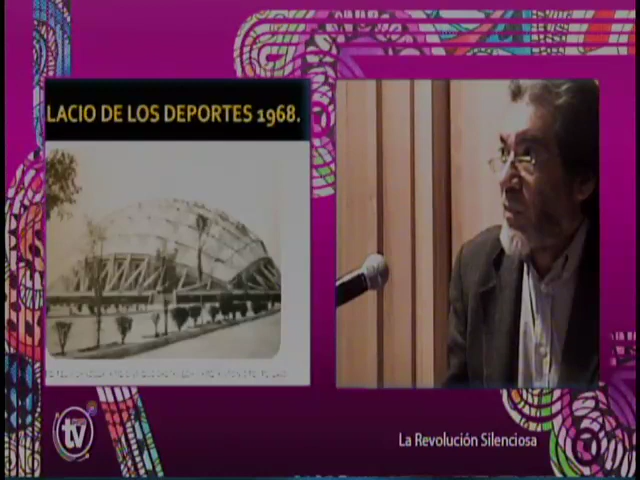 LACIO DE LOS DEPORTES 1968.
tv
La Revolución Silenciosa